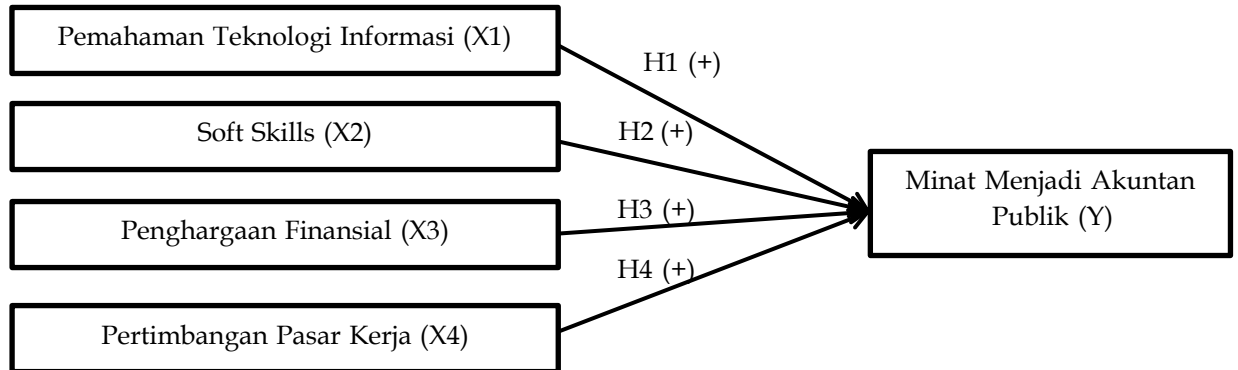 Pemahaman Teknologi Informasi (X1)
H1 (+)
Soft Skills (X2)
H2 (+)
Minat Menjadi Akuntan
Publik (Y)
Penghargaan Finansial (X3)
H3 (+)
H4 (+)
Pertimbangan Pasar Kerja (X4)